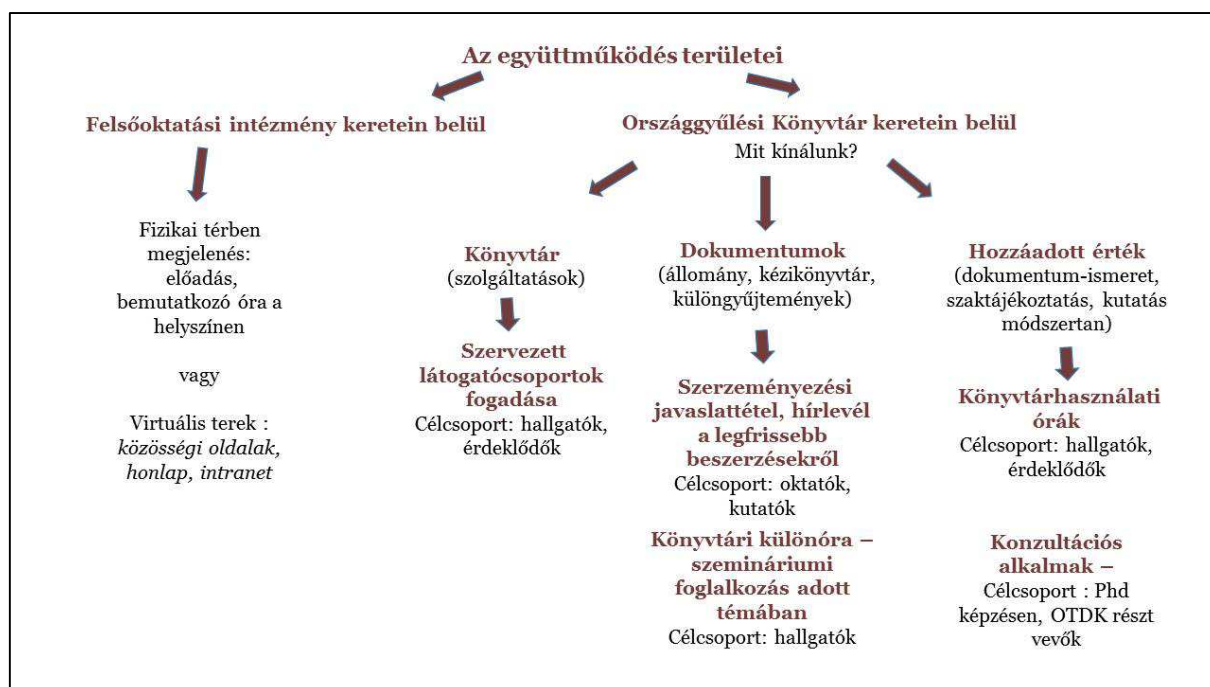 Az együttműködés területei
Felsőoktatási intézmény keretein belül
Fizikai térben
megjelenés:
előadás,
bemutatkozó óra a
helyszínen
vagy
Virtuális terek :
közösségi oldalak,
honlap, intranet
Országgyűlési Könyvtár keretein belül
Mit kínálunk?
Könyvtár
(szolgáltatások)
Szervezett
látogatócsoportok
fogadása
Célcsoport: hallgatók,
érdeklődők
Dokumentumok
(állomány, kézikönyvtár,
különgyűjtemények)
Szerzeményezési
javaslattétel, hírlevél
a legfrissebb
beszerzésekről
Célcsoport: oktatók,
kutatók
Könyvtári különóra –
szemináriumi
foglalkozás adott
témában
Célcsoport: hallgatók
Hozzáadott érték
(dokumentum-ismeret,
szaktájékoztatás, kutatás
módszertan)
Könyvtárhasználati
órák
Célcsoport: hallgatók,
érdeklődők
Konzultációs
alkalmak –
Célcsoport : Phd
képzésen, OTDK részt
vevők